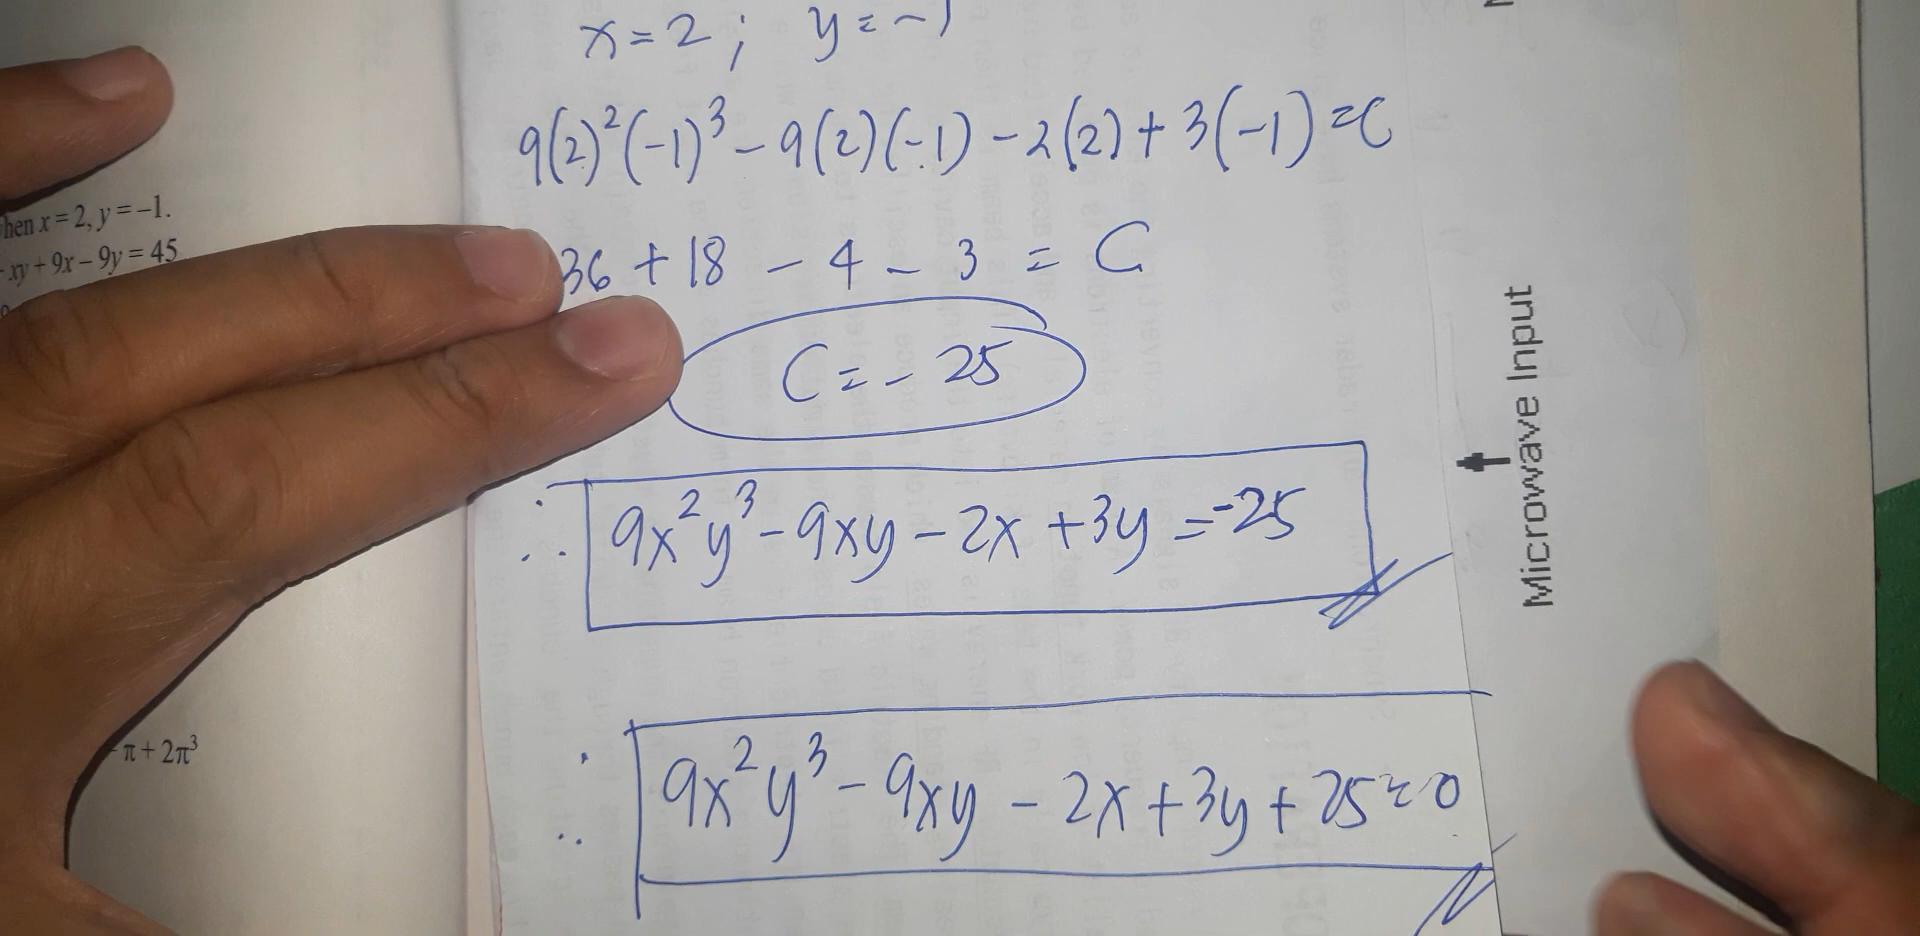 x = 2 ; y = -1
9(2)²(-1)³ - 9(2)(-1) - 2(2) + 3(-1) = C
hen x = 2, y = -1.
xy + 9x - 9y = 45
36 + 18 - 4 - 3 = C
C = - 25
∴ 9x²y³ - 9xy - 2x + 3y = -25
Microwave Input
π + 2π³
∴ 9x²y³ - 9xy - 2x + 3y + 25 = 0